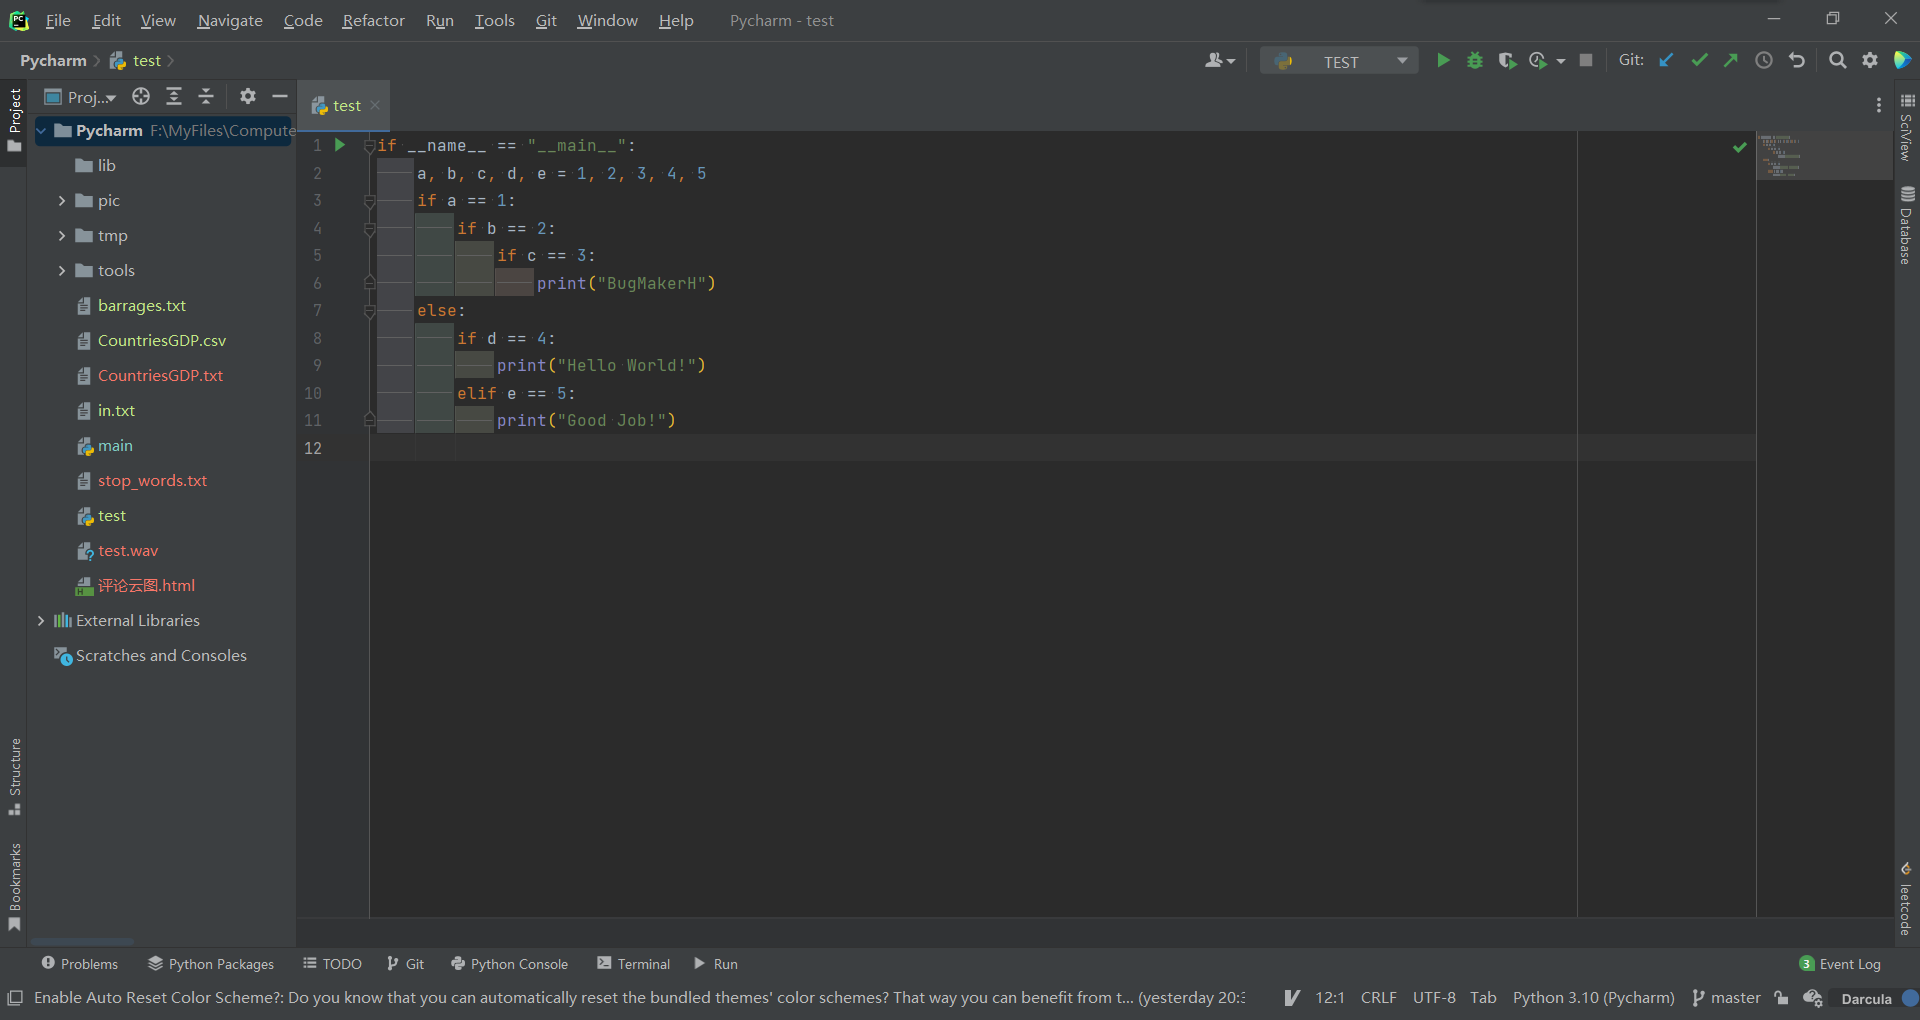 File Edit View Navigate Code Refactor Run Tools Git Window Help Pycharm - test
Pycharm test TEST Git:
Project
Proj...
test
Pycharm F:\MyFiles\Compute
lib
pic
tmp
tools
barrages.txt
CountriesGDP.csv
CountriesGDP.txt
in.txt
main
stop_words.txt
test
test.wav
评论云图.html
External Libraries
Scratches and Consoles
Structure
Bookmarks
1 if __name__ == "__main__":
2 a, b, c, d, e = 1, 2, 3, 4, 5
3 if a == 1:
4 if b == 2:
5 if c == 3:
6 print("BugMakerH")
7 else:
8 if d == 4:
9 print("Hello World!")
10 elif e == 5:
11 print("Good Job!")
12
SciView
Database
leetcode
Problems Python Packages TODO Git Python Console Terminal Run 3 Event Log
Enable Auto Reset Color Scheme?: Do you know that you can automatically reset the bundled themes' color schemes? That way you can benefit from t... (yesterday 20:3 12:1 CRLF UTF-8 Tab Python 3.10 (Pycharm) master Darcula